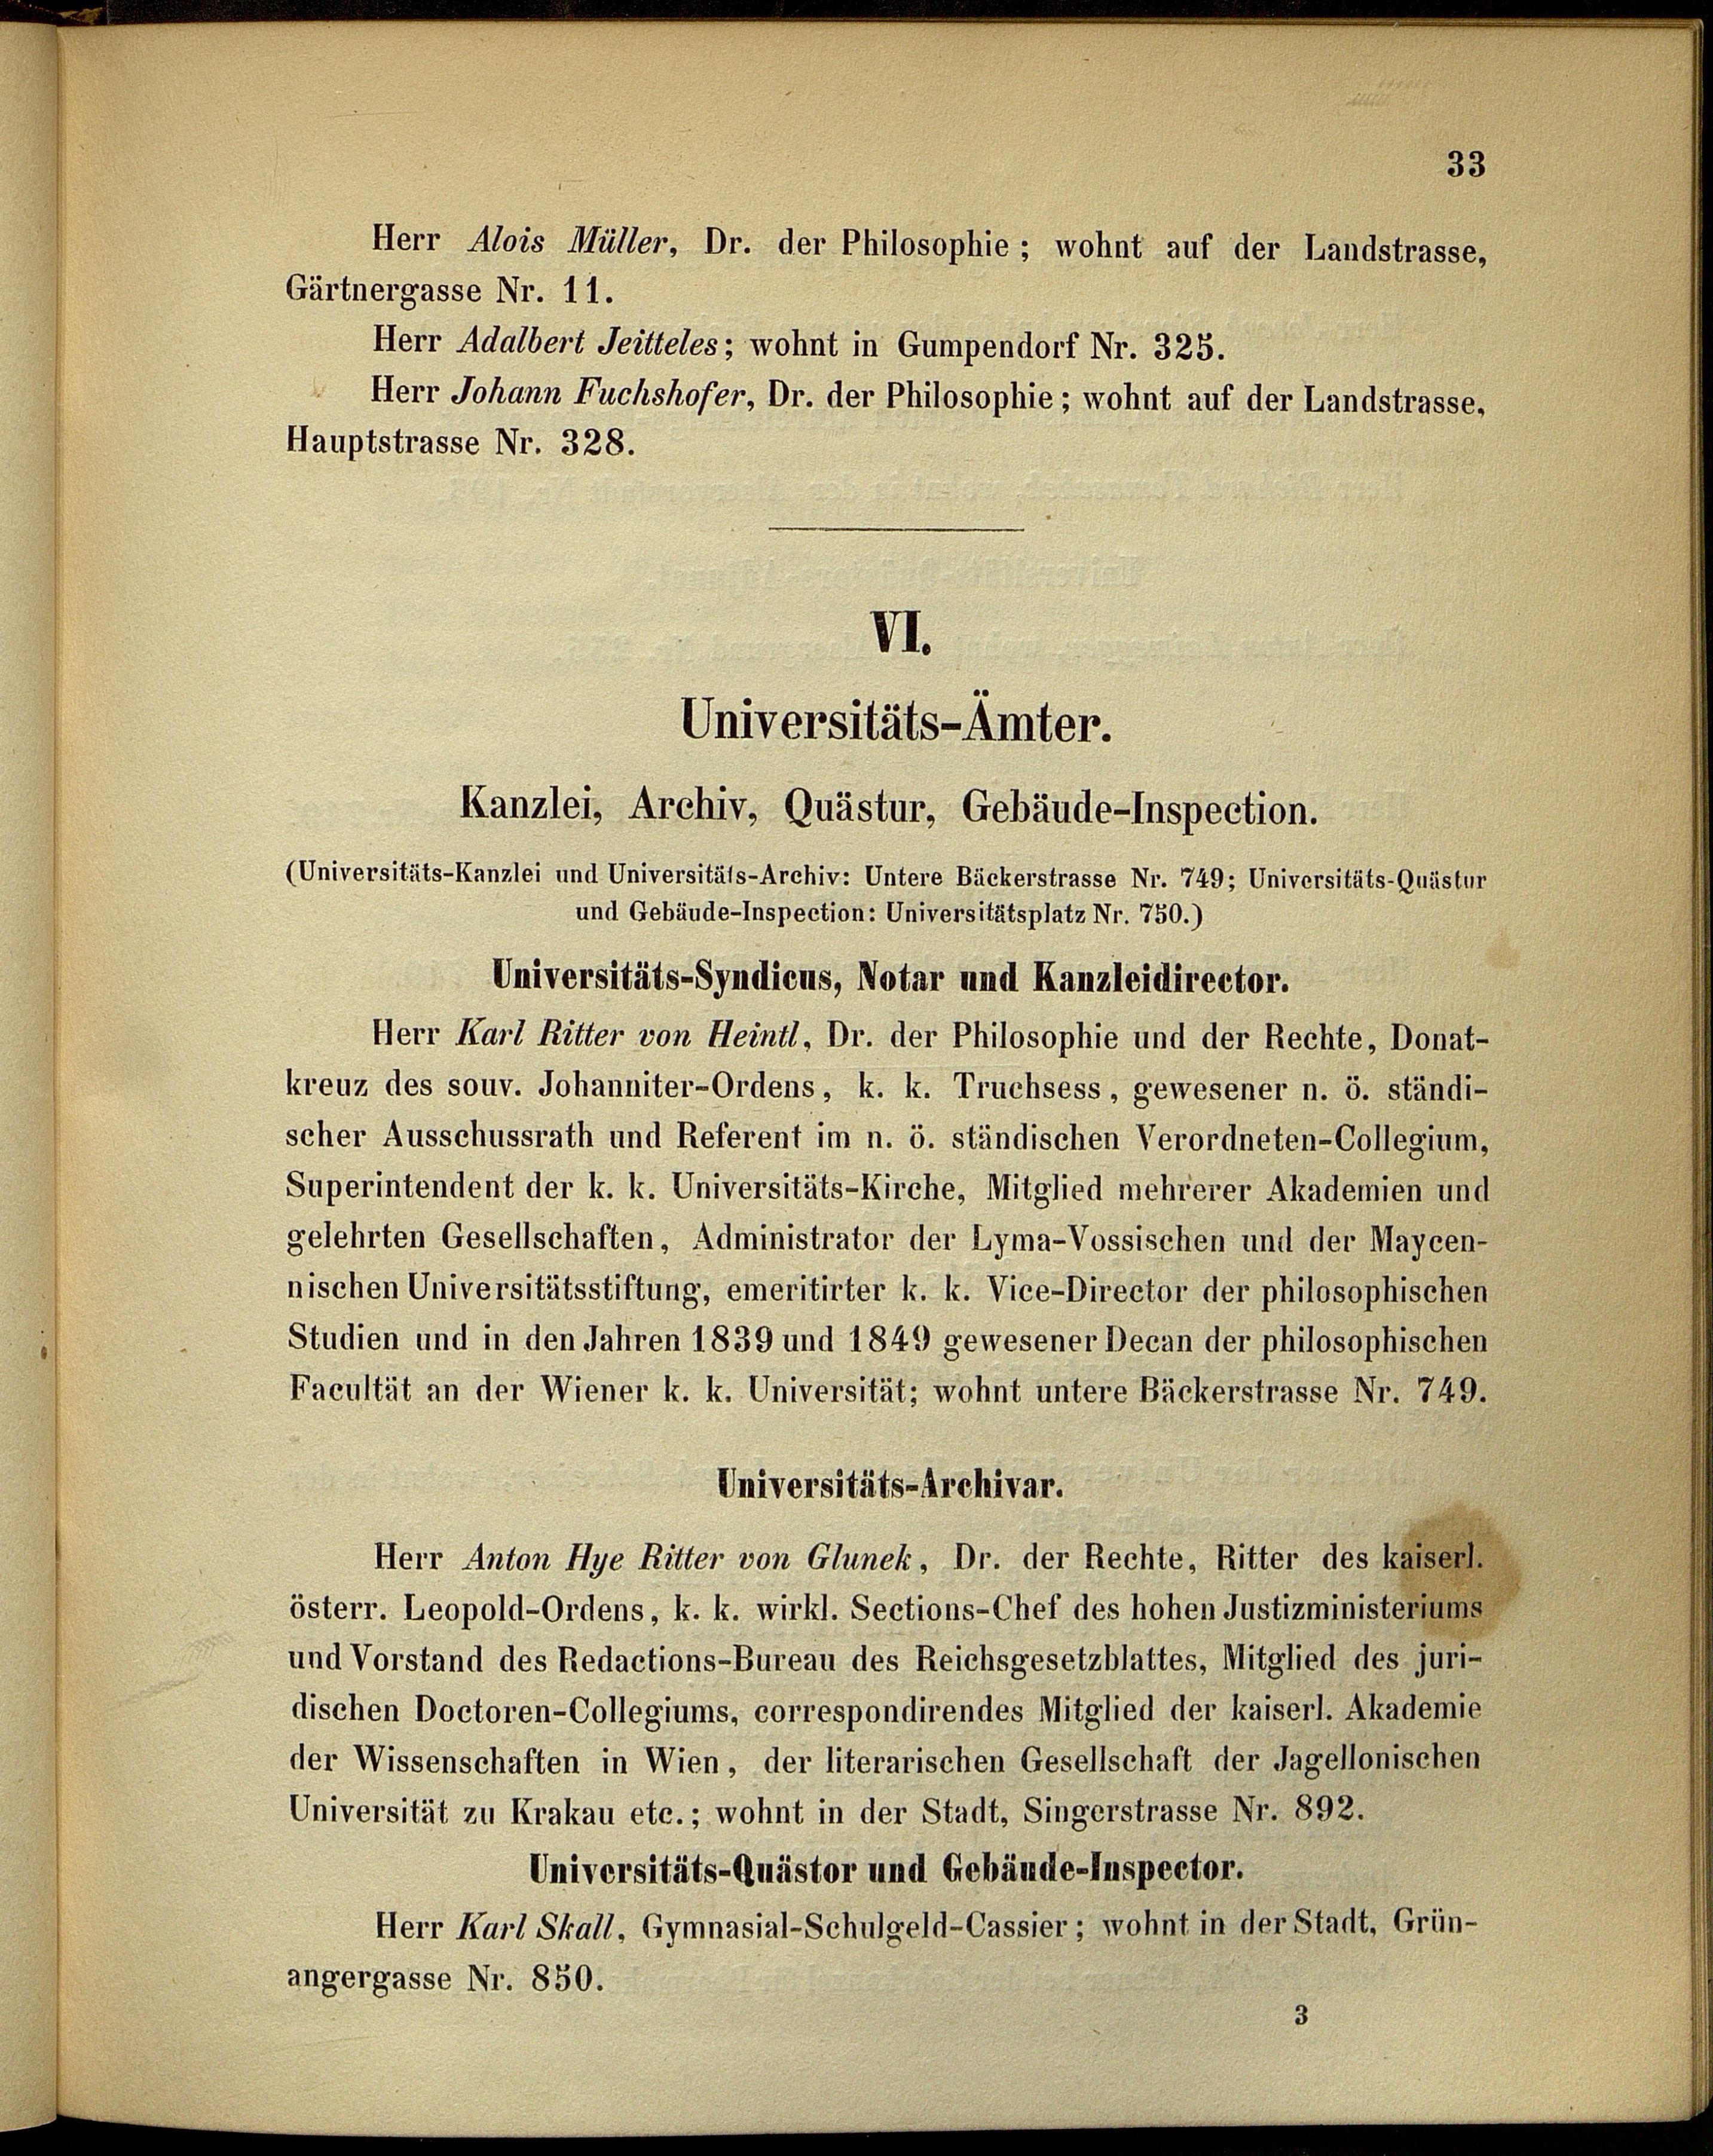 33
Herr Alois Müller, Dr. der Philosophie; wohnt auf der Landstrasse,
Gärtnergasse Nr. 11.
Herr Adalbert Jeitteles; wohnt in Gumpendorf Nr. 325.
Herr Johann Fuchshofer, Dr. der Philosophie; wohnt auf der Landstrasse,
Hauptstrasse Nr. 328.
VI.
Universitäts-Ämter.
Kanzlei, Archiv, Quästur, Gebäude-Inspection.
(Universitäts-Kanzlei und Universitäts-Archiv: Untere Bäckerstrasse Nr. 749; Universitäts-Quästur
und Gebäude-Inspection: Universitätsplatz Nr. 750.)
Universitäts-Syndicus, Notar und Kanzleidirector.
Herr Karl Ritter von Heintl, Dr. der Philosophie und der Rechte, Donat-
kreuz des souv. Johanniter-Ordens, k. k. Truchsess, gewesener n. ö. ständi-
scher Ausschussrath und Referent im n. ö. ständischen Verordneten-Collegium,
Superintendent der k. k. Universitäts-Kirche, Mitglied mehrerer Akademien und
gelehrten Gesellschaften, Administrator der Lyma-Vossischen und der Maycen-
nischen Universitätsstiftung, emeritirter k. k. Vice-Director der philosophischen
Studien und in den Jahren 1839 und 1849 gewesener Decan der philosophischen
Facultät an der Wiener k. k. Universität; wohnt untere Bäckerstrasse Nr. 749.
Universitäts-Archivar.
Herr Anton Hye Ritter von Glunek, Dr. der Rechte, Ritter des kaiserl.
österr. Leopold-Ordens, k. k. wirkl. Sections-Chef des hohen Justizministeriums
und Vorstand des Redactions-Bureau des Reichsgesetzblattes, Mitglied des juri-
dischen Doctoren-Collegiums, correspondirendes Mitglied der kaiserl. Akademie
der Wissenschaften in Wien, der literarischen Gesellschaft der Jagellonischen
Universität zu Krakau etc.; wohnt in der Stadt, Singerstrasse Nr. 892.
Universitäts-Quästor und Gebäude-Inspector.
Herr Karl Skall, Gymnasial-Schulgeld-Cassier; wohnt in der Stadt, Grün-
angergasse Nr. 850.
3